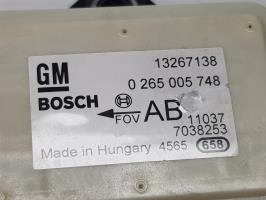 13267138
GM
0 265 005 748
BOSCH
AB
FOV
11037
7038253
Made in Hungary 4565 658